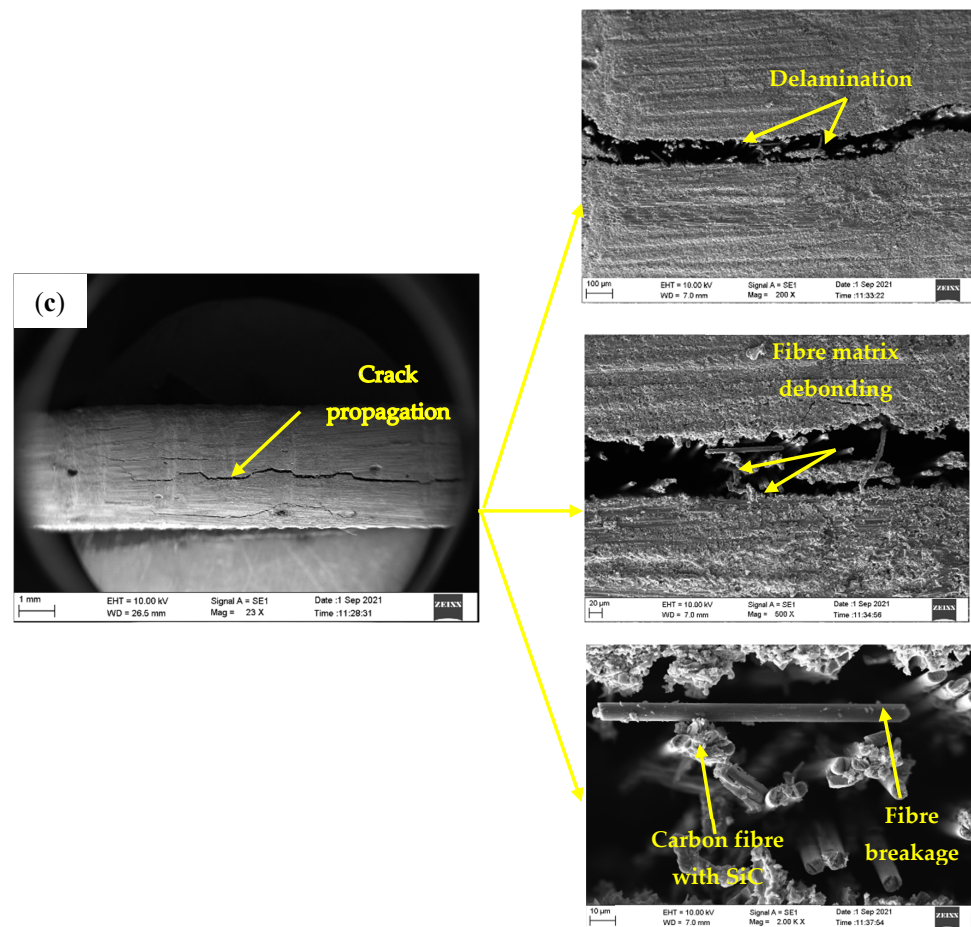 (c)
Crack
propagation
1 mm
EHT = 10.00 kV
WD = 26.5 mm
Signal A = SE1
Mag = 23 X
Date :1 Sep 2021
Time :11:28:31
ZEISS
Delamination
100 µm
EHT = 10.00 kV
WD = 7.0 mm
Signal A = SE1
Mag = 200 X
Date :1 Sep 2021
Time :11:33:22
ZEISS
Fibre matrix
debonding
20 µm
EHT = 10.00 kV
WD = 7.0 mm
Signal A = SE1
Mag = 500 X
Date :1 Sep 2021
Time :11:34:56
ZEISS
Carbon fibre
with SiC
Fibre
breakage
10 µm
EHT = 10.00 kV
WD = 7.0 mm
Signal A = SE1
Mag = 2.00 K X
Date :1 Sep 2021
Time :11:37:54
ZEISS